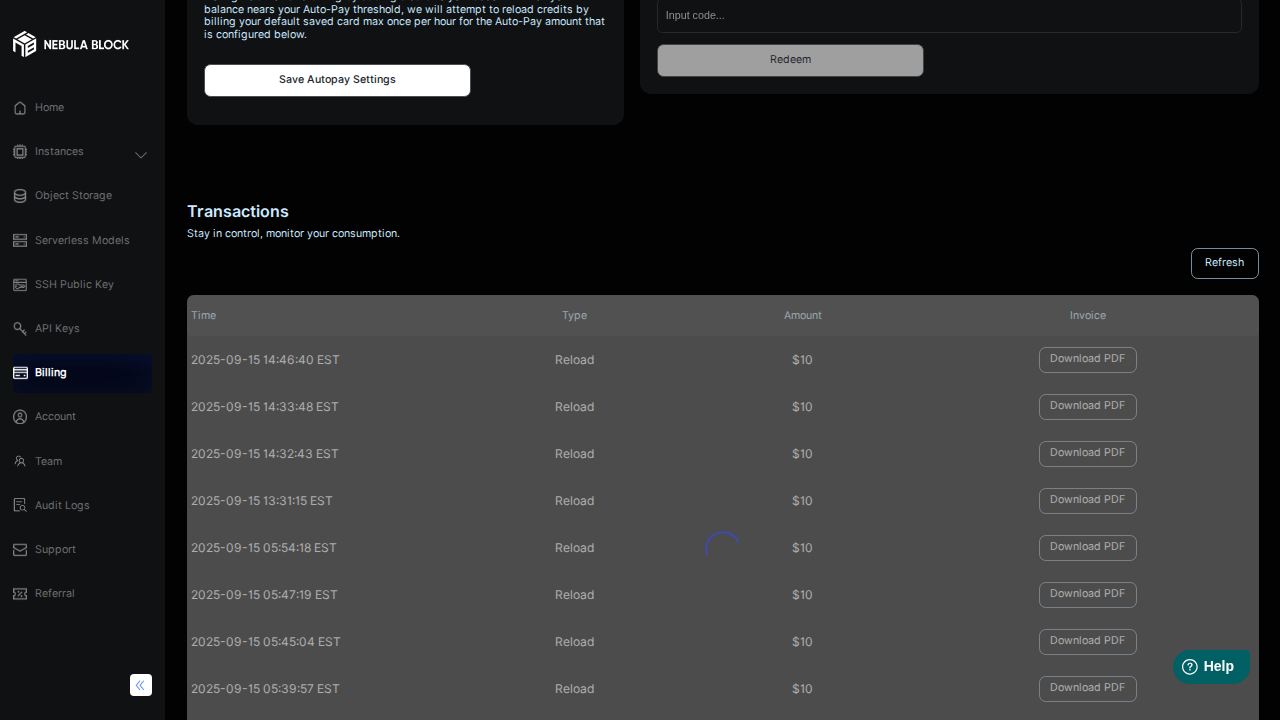 NEBULA BLOCK
Home
Instances
Object Storage
Serverless Models
SSH Public Key
API Keys
Billing
Account
Team
Audit Logs
Support
Referral
balance nears your Auto-Pay threshold, we will attempt to reload credits by
billing your default saved card max once per hour for the Auto-Pay amount that
is configured below.
Save Autopay Settings
Input code...
Redeem
Transactions
Stay in control, monitor your consumption.
Refresh
Time Type Amount Invoice
2025-09-15 14:46:40 EST Reload $10 Download PDF
2025-09-15 14:33:48 EST Reload $10 Download PDF
2025-09-15 14:32:43 EST Reload $10 Download PDF
2025-09-15 13:31:15 EST Reload $10 Download PDF
2025-09-15 05:54:18 EST Reload $10 Download PDF
2025-09-15 05:47:19 EST Reload $10 Download PDF
2025-09-15 05:45:04 EST Reload $10 Download PDF
2025-09-15 05:39:57 EST Reload $10 Download PDF
Help